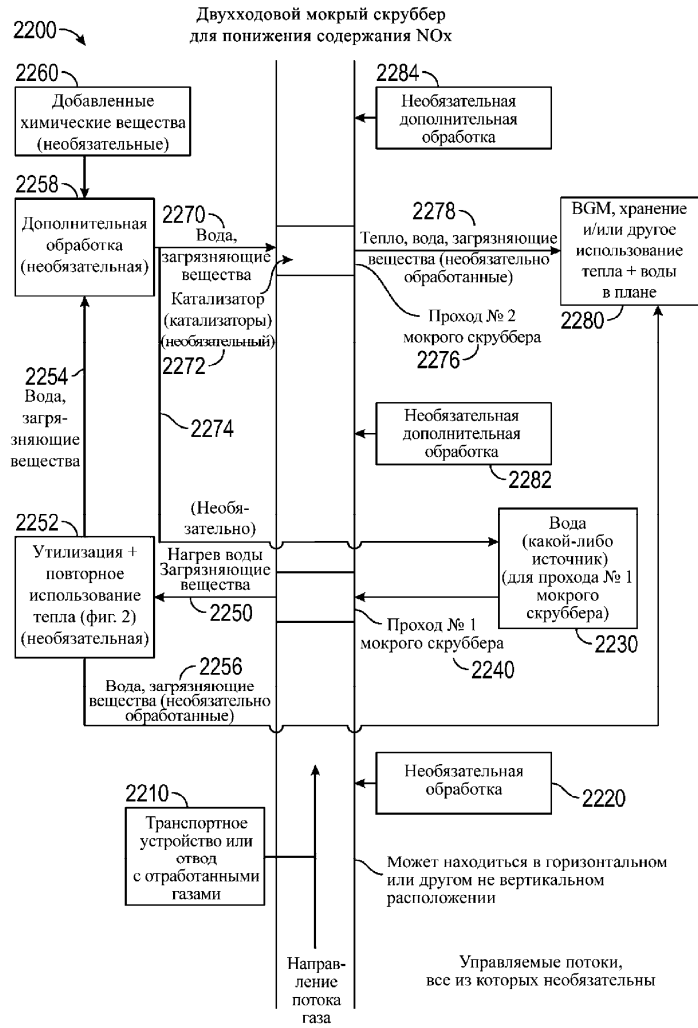 Двухходовой мокрый скруббер
для понижения содержания NOx
2200
2260
Добавленные
химические вещества
(необязательные)
2284
Необязательная
дополнительная
обработка
2258
Дополнительная
обработка
(необязательная)
2270
Вода,
загрязняющие
вещества
Катализатор
(катализаторы)
(необязательный)
2272
2278
Тепло, вода, загрязняющие
вещества (необязательно
обработанные)
BGM, хранение
и/или другое
использование
тепла + воды
в плане
2280
Проход № 2
мокрого скруббера
2276
2254
Вода,
загря-
зняющие
вещества
2274
Необязательная
дополнительная
обработка
2282
(Необя-
зательно)
2252
Утилизация +
повторное
использование
тепла (фиг. 2)
(необязательная)
Нагрев воды
Загрязняющие
вещества
2250
Вода
(какой-либо
источник)
(для прохода № 1
мокрого
скруббера)
2230
Проход № 1
мокрого скруббера
2240
2256
Вода, загрязняющие
вещества (необязательно
обработанные)
Необязательная
обработка
2220
2210
Транспортное
устройство или
отвод
с отработанными
газами
Может находиться в горизонтальном
или другом не вертикальном
расположении
Направ-
ление
потока
газа
Управляемые потоки,
все из которых необязательны